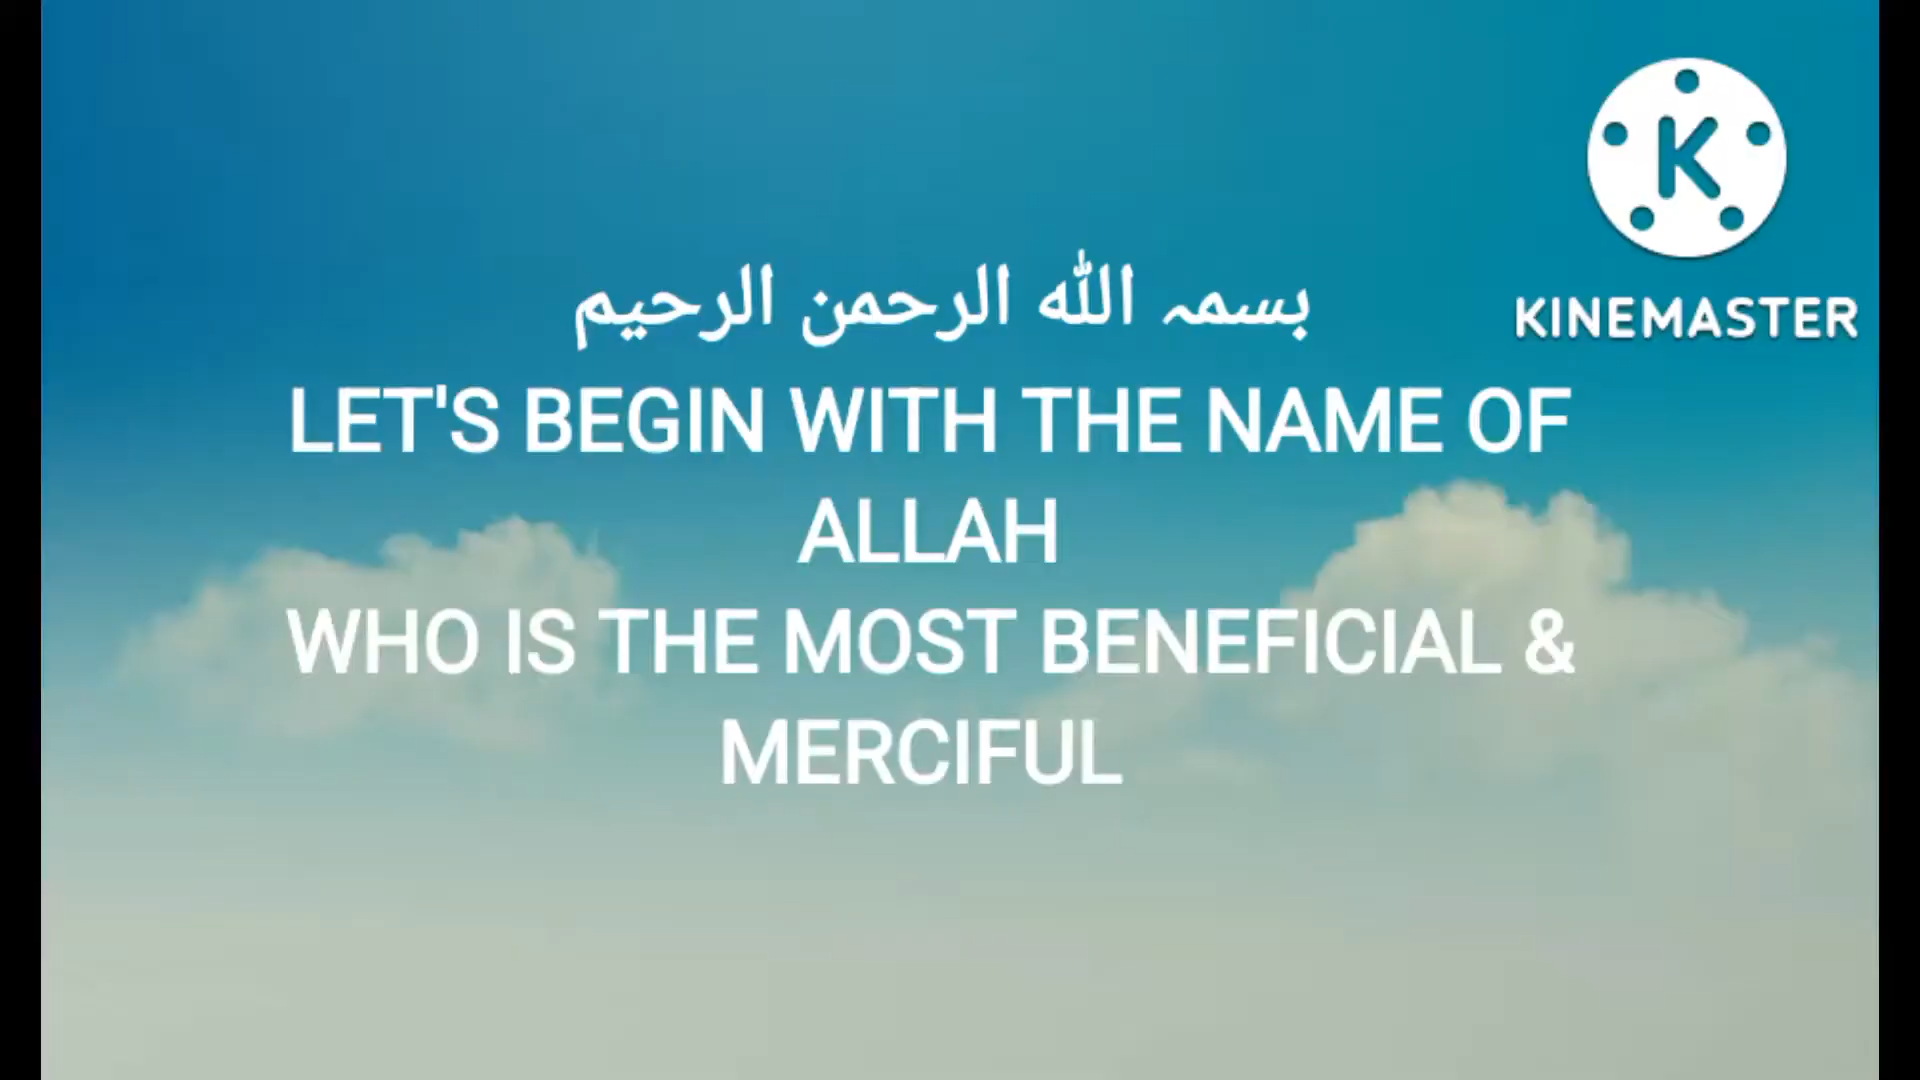 بسمہ اللہ الرحمن الرحیم
LET'S BEGIN WITH THE NAME OF
ALLAH
WHO IS THE MOST BENEFICIAL &
MERCIFUL
K
KINEMASTER